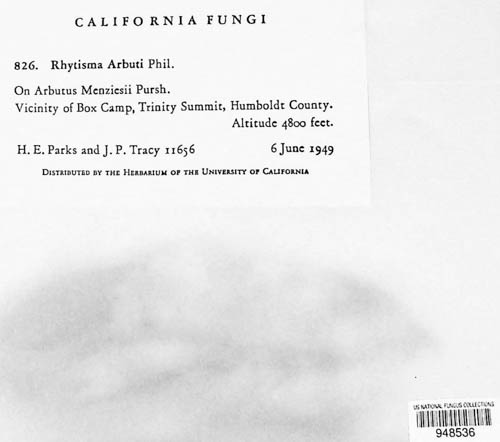 CALIFORNIA FUNGI
826. Rhytisma Arbuti Phil.
On Arbutus Menziesii Pursh.
Vicinity of Box Camp, Trinity Summit, Humboldt County.
Altitude 4800 feet.
H. E. Parks and J. P. Tracy 11656 6 June 1949
Distributed by the Herbarium of the University of California
US NATIONAL FUNGUS COLLECTIONS
948536